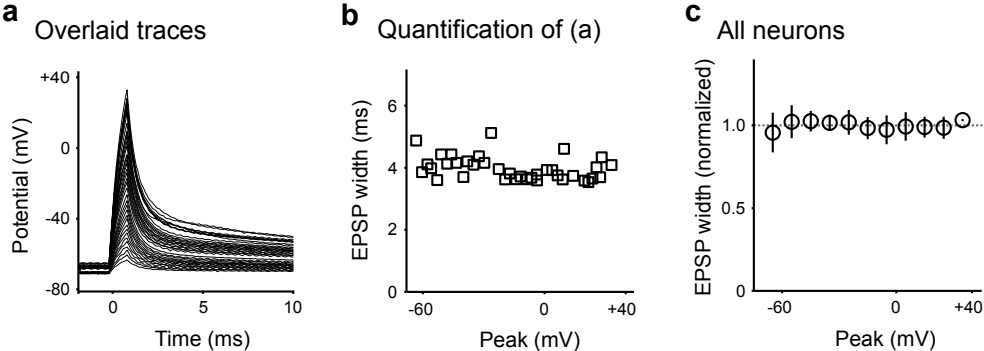 a Overlaid traces
+40
0
-40
-80
Potential (mV)
0 5 10
Time (ms)
b Quantification of (a)
6
4
2
0
EPSP width (ms)
-60 0 +40
Peak (mV)
c All neurons
1.0
0.5
0
EPSP width (normalized)
-60 0 +40
Peak (mV)